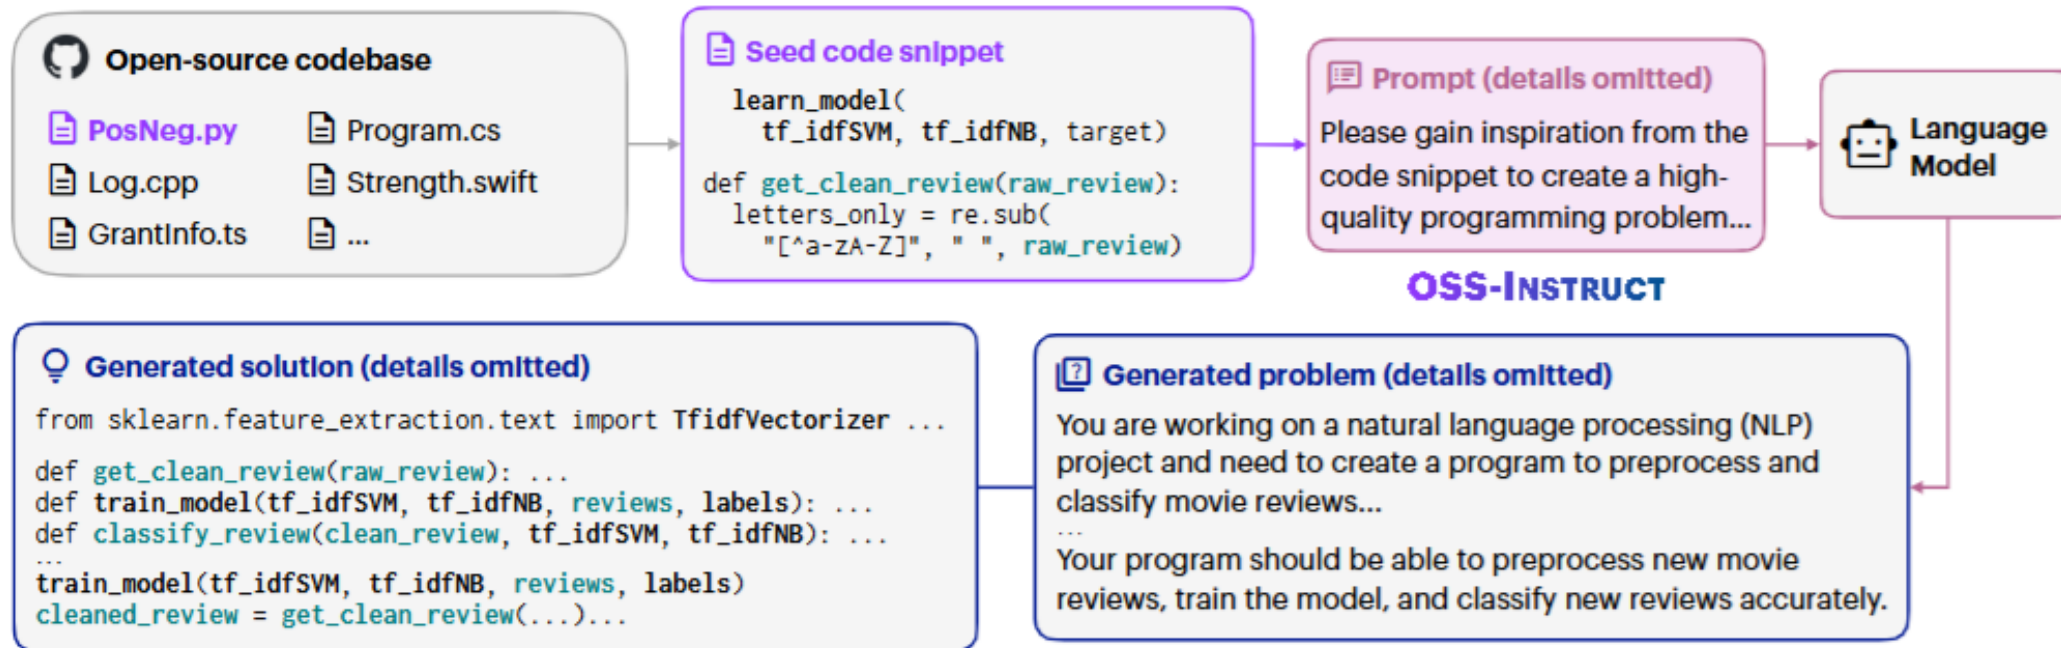 Open-source codebase
PosNeg.py
Program.cs
Log.cpp
Strength.swift
GrantInfo.ts
...
Seed code snippet
learn_model(
tf_idfSVM, tf_idfNB, target)
def get_clean_review(raw_review):
letters_only = re.sub(
"[^a-zA-Z]", " ", raw_review)
Prompt (details omitted)
Please gain inspiration from the
code snippet to create a high-
quality programming problem...
Language
Model
OSS-INSTRUCT
Generated solution (details omitted)
from sklearn.feature_extraction.text import TfidfVectorizer ...
def get_clean_review(raw_review): ...
def train_model(tf_idfSVM, tf_idfNB, reviews, labels): ...
def classify_review(clean_review, tf_idfSVM, tf_idfNB): ...
...
train_model(tf_idfSVM, tf_idfNB, reviews, labels)
cleaned_review = get_clean_review(...)...
Generated problem (details omitted)
You are working on a natural language processing (NLP)
project and need to create a program to preprocess and
classify movie reviews...
...
Your program should be able to preprocess new movie
reviews, train the model, and classify new reviews accurately.